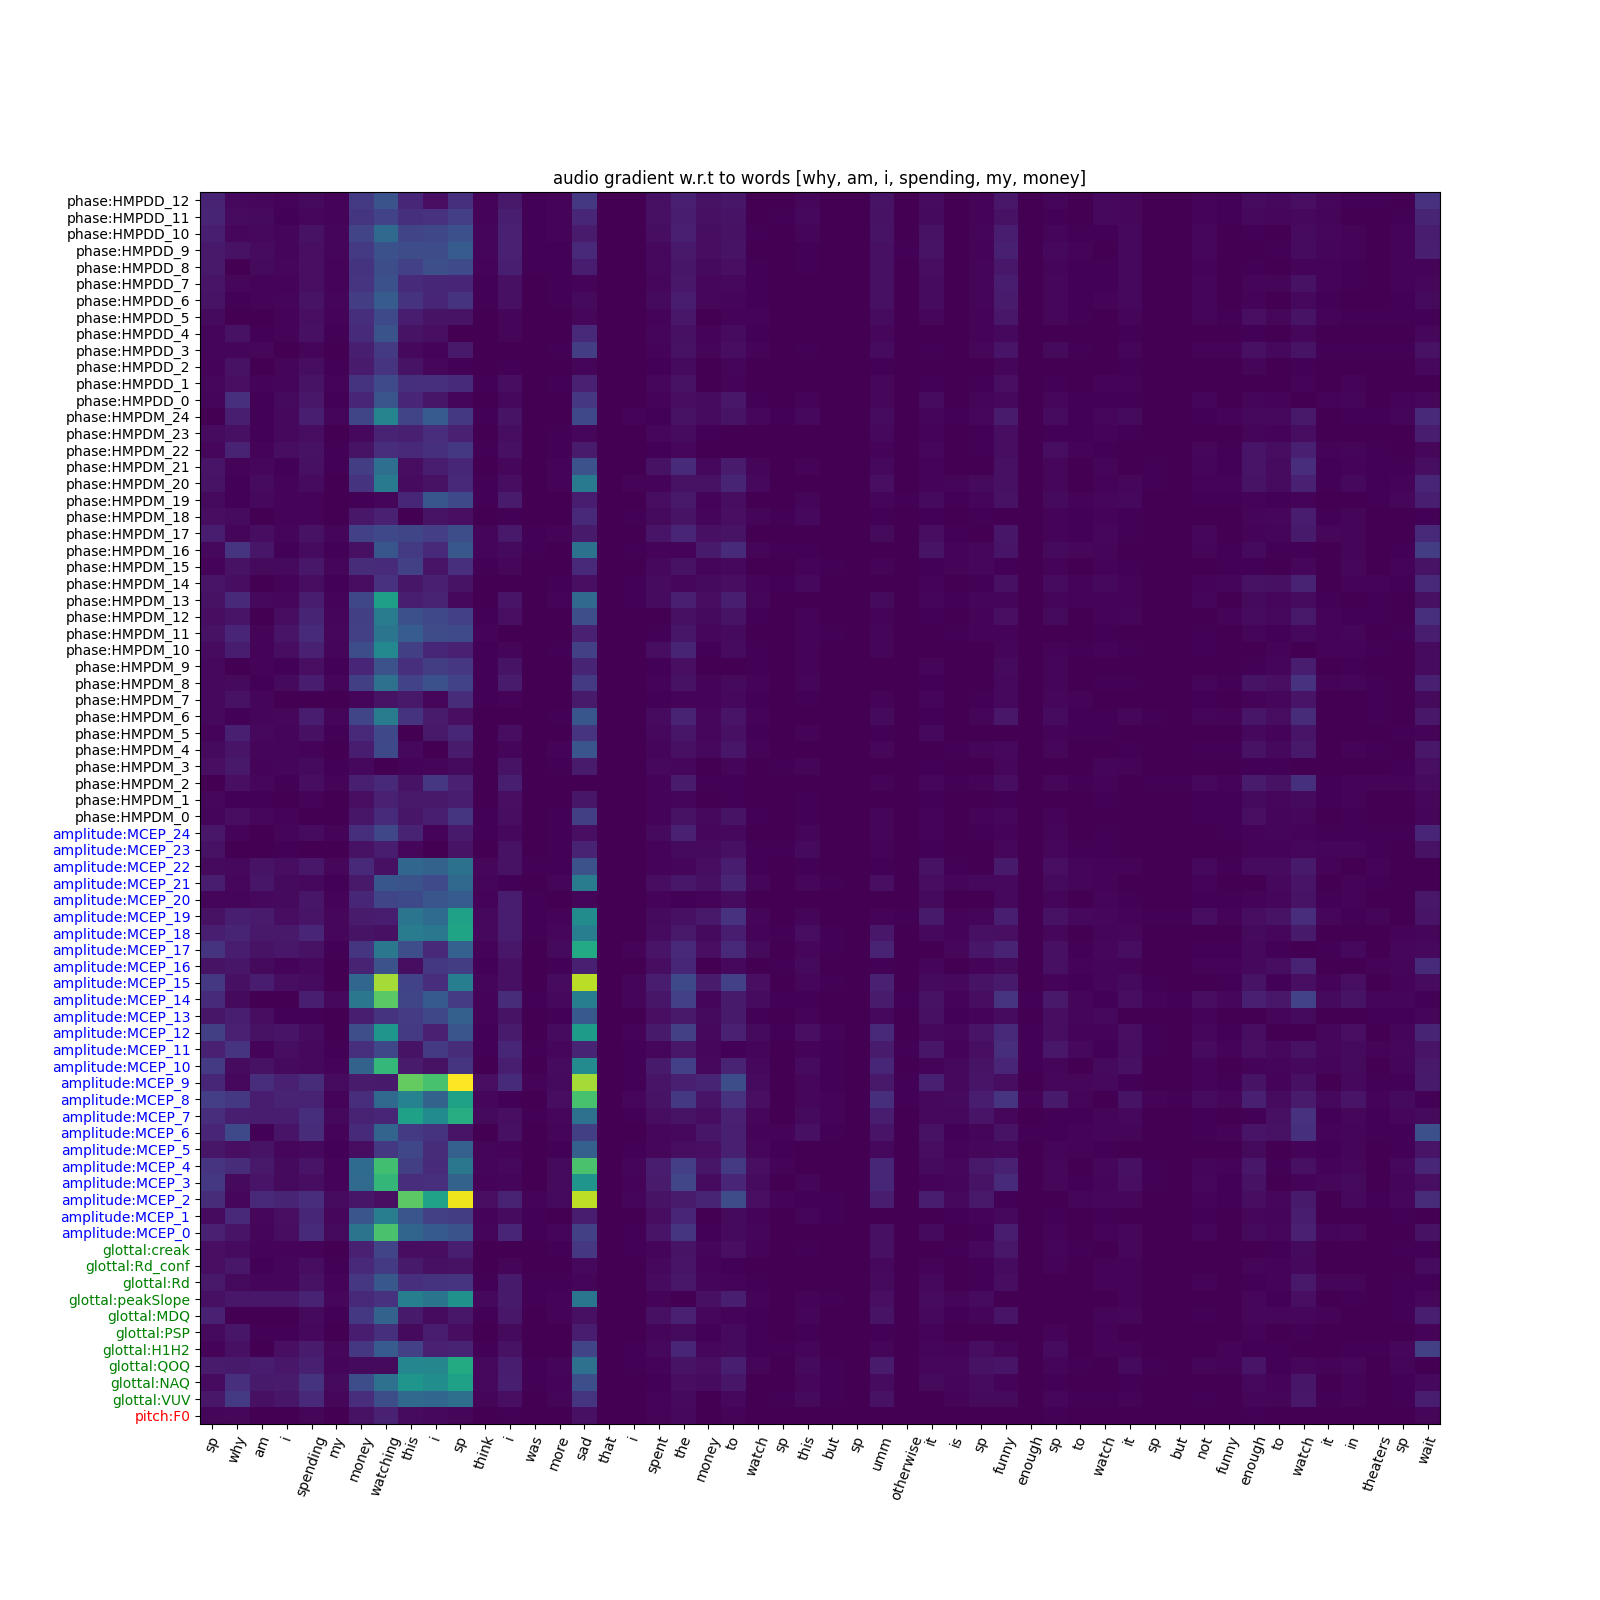 audio gradient w.r.t to words [why, am, i, spending, my, money]
phase:HMPDD_12
phase:HMPDD_11
phase:HMPDD_10
phase:HMPDD_9
phase:HMPDD_8
phase:HMPDD_7
phase:HMPDD_6
phase:HMPDD_5
phase:HMPDD_4
phase:HMPDD_3
phase:HMPDD_2
phase:HMPDD_1
phase:HMPDD_0
phase:HMPDM_24
phase:HMPDM_23
phase:HMPDM_22
phase:HMPDM_21
phase:HMPDM_20
phase:HMPDM_19
phase:HMPDM_18
phase:HMPDM_17
phase:HMPDM_16
phase:HMPDM_15
phase:HMPDM_14
phase:HMPDM_13
phase:HMPDM_12
phase:HMPDM_11
phase:HMPDM_10
phase:HMPDM_9
phase:HMPDM_8
phase:HMPDM_7
phase:HMPDM_6
phase:HMPDM_5
phase:HMPDM_4
phase:HMPDM_3
phase:HMPDM_2
phase:HMPDM_1
phase:HMPDM_0
amplitude:MCEP_24
amplitude:MCEP_23
amplitude:MCEP_22
amplitude:MCEP_21
amplitude:MCEP_20
amplitude:MCEP_19
amplitude:MCEP_18
amplitude:MCEP_17
amplitude:MCEP_16
amplitude:MCEP_15
amplitude:MCEP_14
amplitude:MCEP_13
amplitude:MCEP_12
amplitude:MCEP_11
amplitude:MCEP_10
amplitude:MCEP_9
amplitude:MCEP_8
amplitude:MCEP_7
amplitude:MCEP_6
amplitude:MCEP_5
amplitude:MCEP_4
amplitude:MCEP_3
amplitude:MCEP_2
amplitude:MCEP_1
amplitude:MCEP_0
glottal:creak
glottal:Rd_conf
glottal:Rd
glottal:peakSlope
glottal:MDQ
glottal:PSP
glottal:H1H2
glottal:QOQ
glottal:NAQ
glottal:VUV
pitch:F0
sp
why
am
i
spending
my
money
watching
this
i
sp
think
i
was
more
sad
that
i
spent
the
money
to
watch
sp
this
but
sp
umm
otherwise
it
is
sp
funny
enough
sp
to
watch
it
sp
but
not
funny
enough
to
watch
it
in
theaters
sp
wait